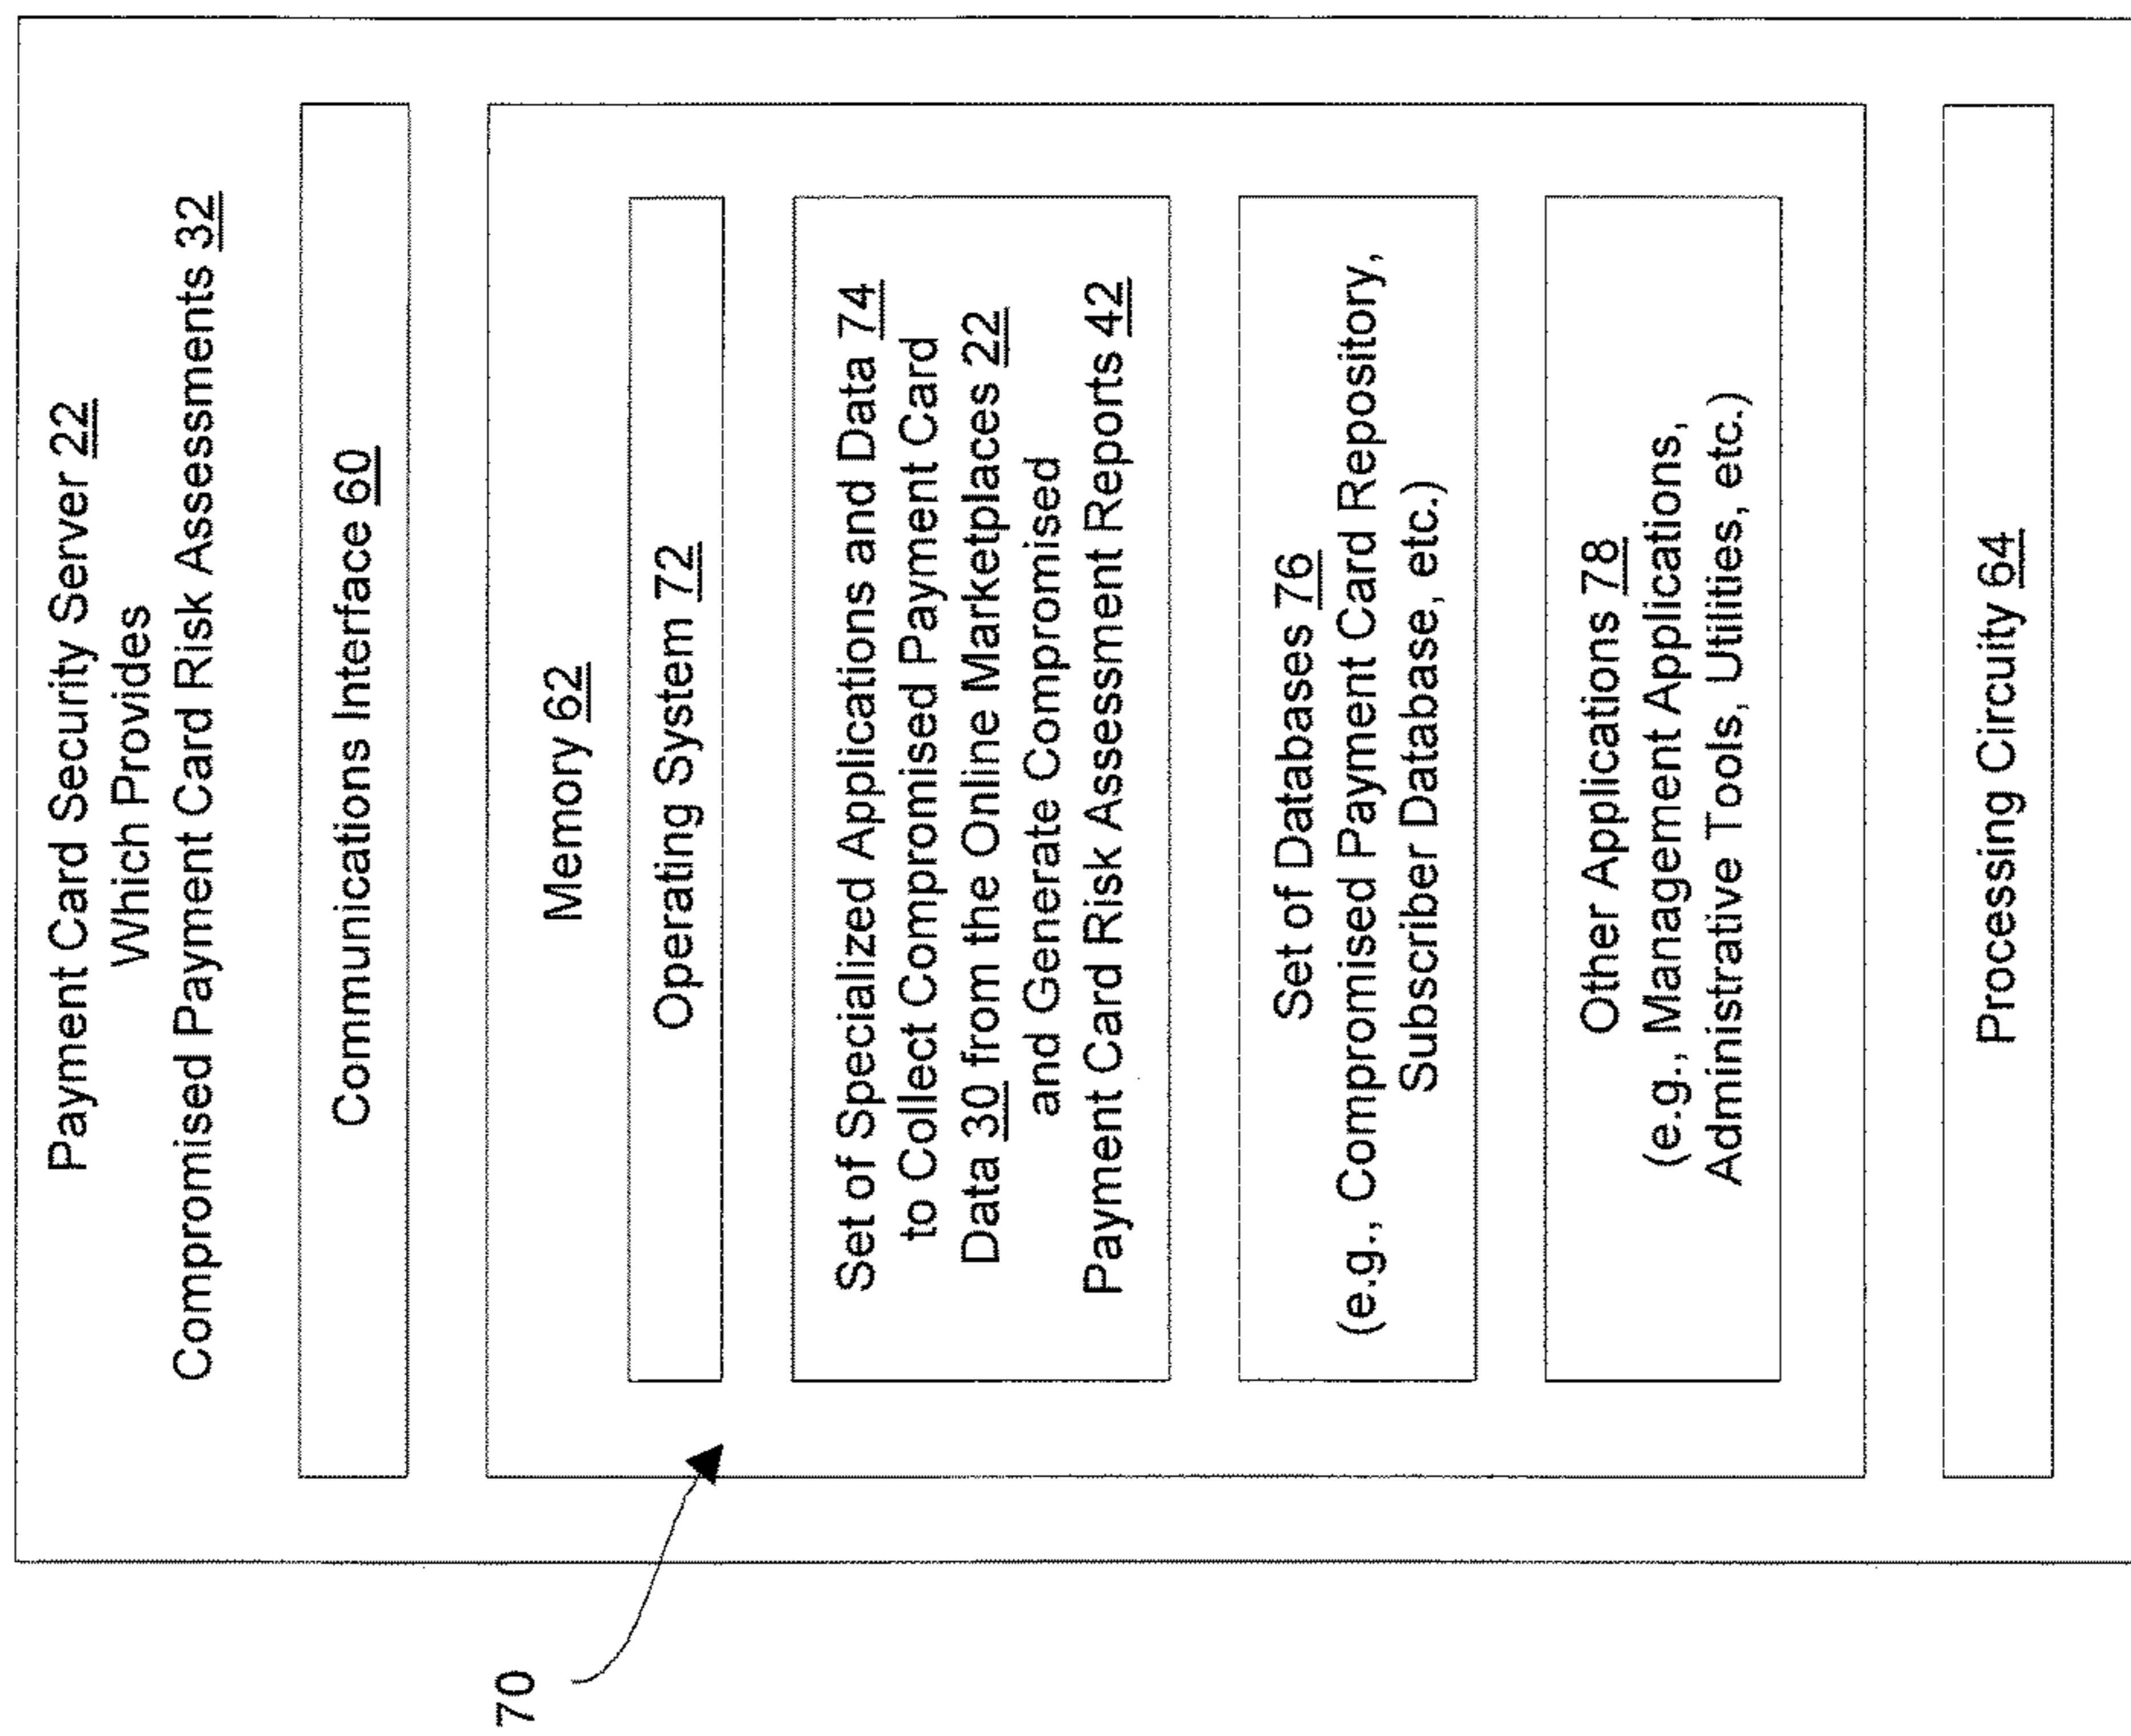 Payment Card Security Server 22
Which Provides
Compromised Payment Card Risk Assessments 32
Communications Interface 60
Memory 62
Operating System 72
Set of Specialized Applications and Data 74
to Collect Compromised Payment Card
Data 30 from the Online Marketplaces 22
and Generate Compromised
Payment Card Risk Assessment Reports 42
Set of Databases 76
(e.g., Compromised Payment Card Repository,
Subscriber Database, etc.)
Other Applications 78
(e.g., Management Applications,
Administrative Tools, Utilities, etc.)
Processing Circuity 64
70